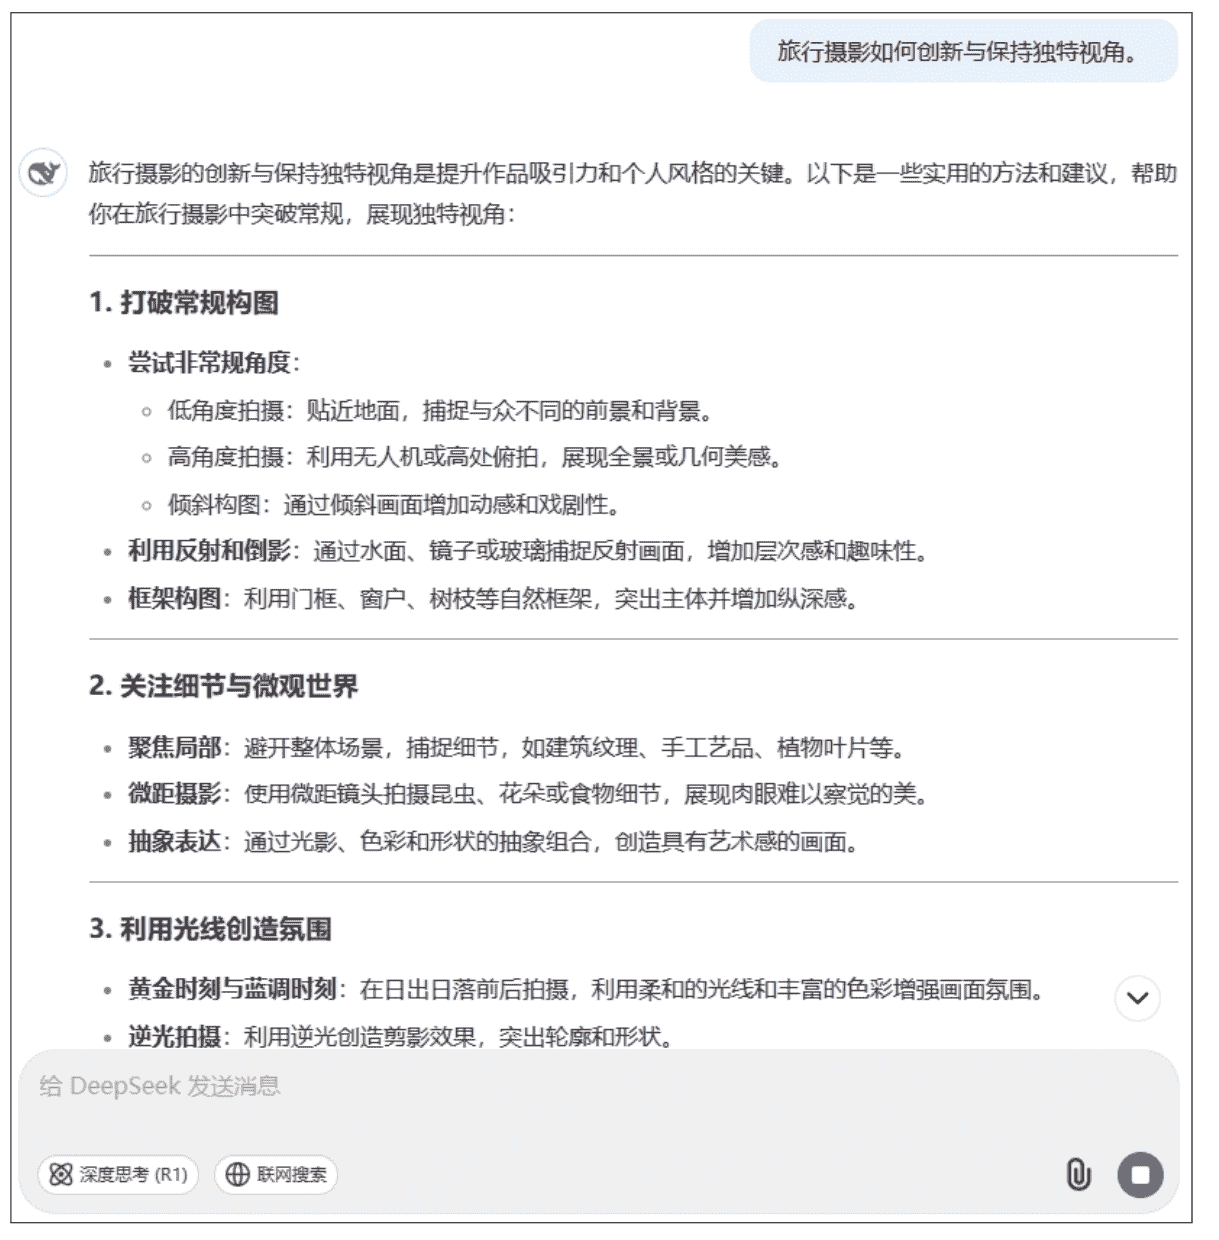 旅行摄影如何创新与保持独特视角。
旅行摄影的创新与保持独特视角是提升作品吸引力和个人风格的关键。以下是一些实用的方法和建议，帮助
你在旅行摄影中突破常规，展现独特视角：
1. 打破常规构图
• 尝试非常规角度：
○ 低角度拍摄：贴近地面，捕捉与众不同的前景和背景。
○ 高角度拍摄：利用无人机或高处俯拍，展现全景或几何美感。
○ 倾斜构图：通过倾斜画面增加动感和戏剧性。
• 利用反射和倒影：通过水面、镜子或玻璃捕捉反射画面，增加层次感和趣味性。
• 框架构图：利用门框、窗户、树枝等自然框架，突出主体并增加纵深感。
2. 关注细节与微观世界
• 聚焦局部：避开整体场景，捕捉细节，如建筑纹理、手工艺品、植物叶片等。
• 微距摄影：使用微距镜头拍摄昆虫、花朵或食物细节，展现肉眼难以察觉的美。
• 抽象表达：通过光影、色彩和形状的抽象组合，创造具有艺术感的画面。
3. 利用光线创造氛围
• 黄金时刻与蓝调时刻：在日出日落前后拍摄，利用柔和的光线和丰富的色彩增强画面氛围。
• 逆光拍摄：利用逆光创造剪影效果，突出轮廓和形状。
给 DeepSeek 发送消息
深度思考 (R1) 联网搜索